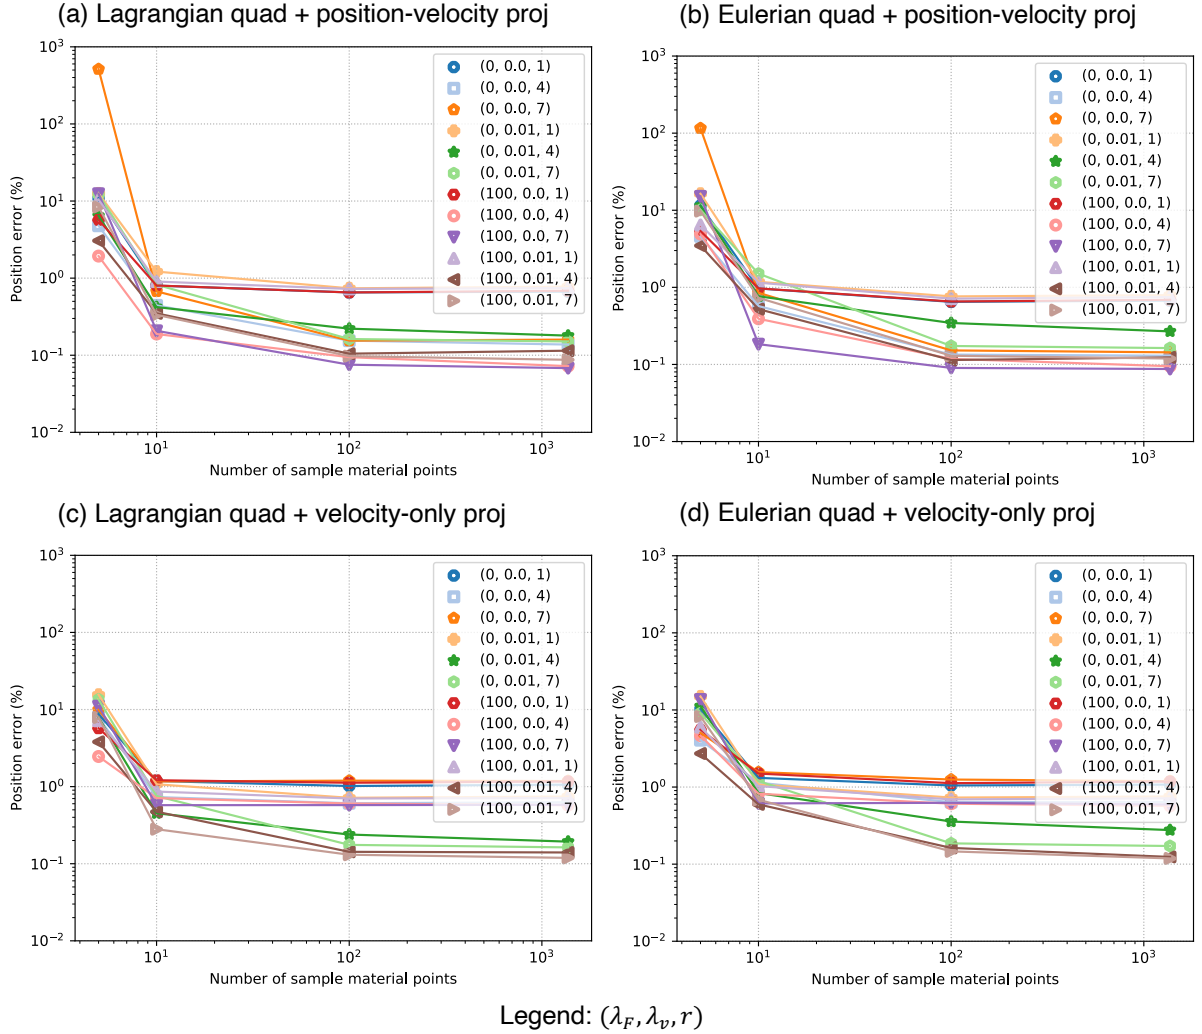 (a) Lagrangian quad + position-velocity proj
Position error (%)
10³
10²
10¹
10⁰
10⁻¹
10⁻²
10¹
10²
10³
Number of sample material points
(0, 0.0, 1)
(0, 0.0, 4)
(0, 0.0, 7)
(0, 0.01, 1)
(0, 0.01, 4)
(0, 0.01, 7)
(100, 0.0, 1)
(100, 0.0, 4)
(100, 0.0, 7)
(100, 0.01, 1)
(100, 0.01, 4)
(100, 0.01, 7)
(b) Eulerian quad + position-velocity proj
Position error (%)
10³
10²
10¹
10⁰
10⁻¹
10⁻²
10¹
10²
10³
Number of sample material points
(0, 0.0, 1)
(0, 0.0, 4)
(0, 0.0, 7)
(0, 0.01, 1)
(0, 0.01, 4)
(0, 0.01, 7)
(100, 0.0, 1)
(100, 0.0, 4)
(100, 0.0, 7)
(100, 0.01, 1)
(100, 0.01, 4)
(100, 0.01, 7)
(c) Lagrangian quad + velocity-only proj
Position error (%)
10³
10²
10¹
10⁰
10⁻¹
10⁻²
10¹
10²
10³
Number of sample material points
(0, 0.0, 1)
(0, 0.0, 4)
(0, 0.0, 7)
(0, 0.01, 1)
(0, 0.01, 4)
(0, 0.01, 7)
(100, 0.0, 1)
(100, 0.0, 4)
(100, 0.0, 7)
(100, 0.01, 1)
(100, 0.01, 4)
(100, 0.01, 7)
(d) Eulerian quad + velocity-only proj
Position error (%)
10³
10²
10¹
10⁰
10⁻¹
10⁻²
10¹
10²
10³
Number of sample material points
(0, 0.0, 1)
(0, 0.0, 4)
(0, 0.0, 7)
(0, 0.01, 1)
(0, 0.01, 4)
(0, 0.01, 7)
(100, 0.0, 1)
(100, 0.0, 4)
(100, 0.0, 7)
(100, 0.01, 1)
(100, 0.01, 4)
(100, 0.01, 7)
Legend: (λ_F, λ_v, r)